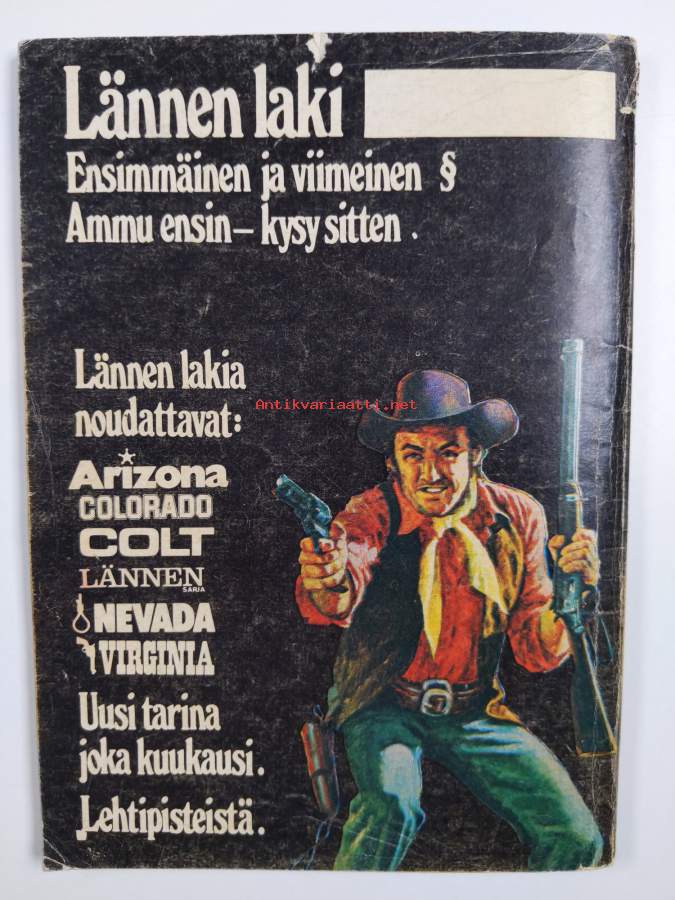 Lännen laki
Ensimmäinen ja viimeinen §
Ammu ensin – kysy sitten .
Lännen lakia
noudattavat:
Antikvariaatti.net
Arizona
COLORADO
COLT
LÄNNEN
SARJA
NEVADA
VIRGINIA
Uusi tarina
joka kuukausi.
Lehtipisteistä.